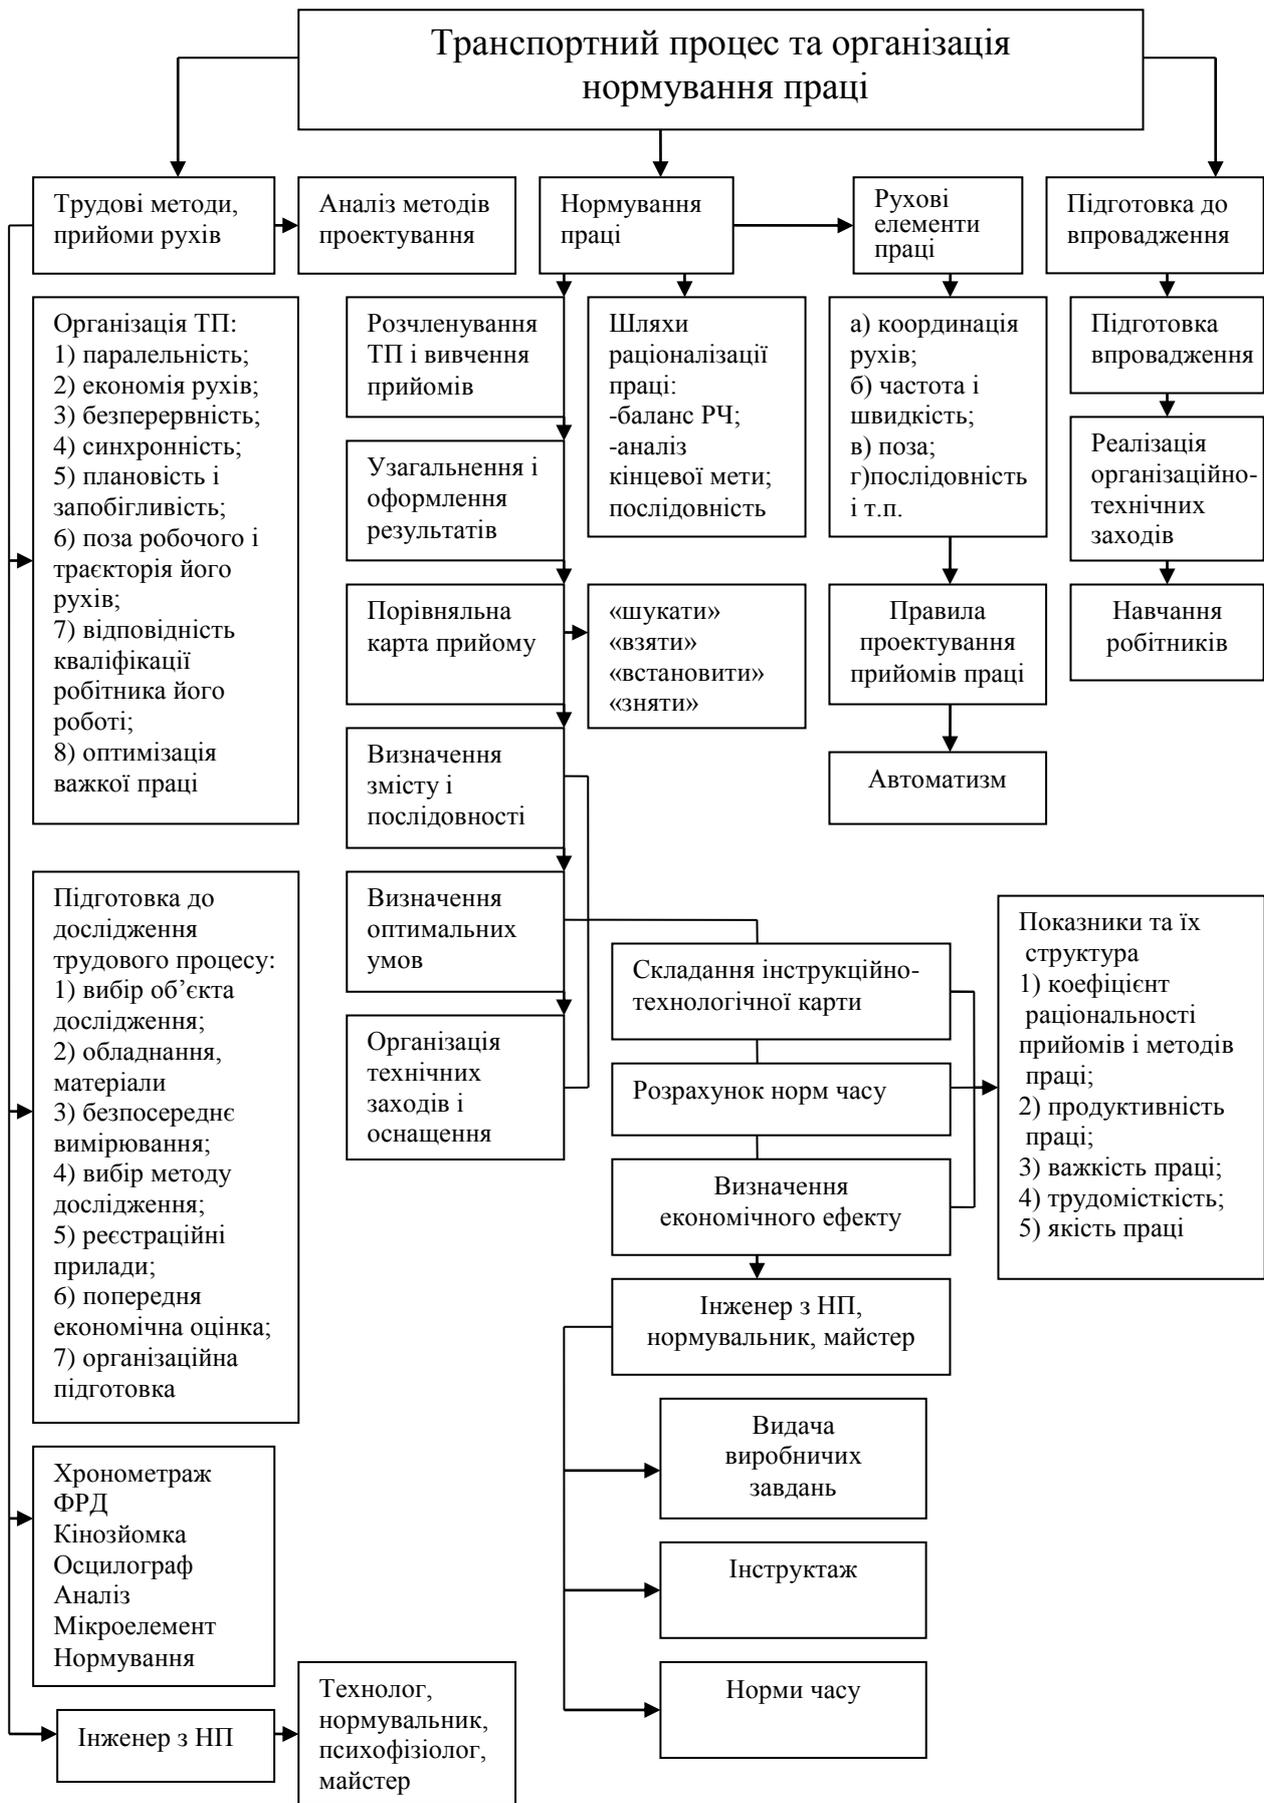 Транспортний процес та організація
нормування праці
Трудові методи,
прийоми рухів
Аналіз методів
проектування
Нормування
праці
Рухові
елементи
праці
Підготовка до
впровадження
Організація ТП:
1) паралельність;
2) економія рухів;
3) безперервність;
4) синхронність;
5) плановість і
запобігливість;
6) поза робочого і
траєкторія його
рухів;
7) відповідність
кваліфікації
робітника його
роботі;
8) оптимізація
важкої праці
Розчленування
ТП і вивчення
прийомів
Шляхи
раціоналізації
праці:
-баланс РЧ;
-аналіз
кінцевої мети;
послідовність
а) координація
рухів;
б) частота і
швидкість;
в) поза;
г)послідовність
і т.п.
Підготовка
впровадження
Узагальнення і
оформлення
результатів
Реалізація
організаційно-
технічних
заходів
Порівняльна
карта прийому
«шукати»
«взяти»
«встановити»
«зняти»
Правила
проектування
прийомів праці
Навчання
робітників
Визначення
змісту і
послідовності
Автоматизм
Підготовка до
дослідження
трудового процесу:
1) вибір об’єкта
дослідження;
2) обладнання,
матеріали
3) безпосереднє
вимірювання;
4) вибір методу
дослідження;
5) реєстраційні
прилади;
6) попередня
економічна оцінка;
7) організаційна
підготовка
Визначення
оптимальних
умов
Складання інструкційно-
технологічної карти
Показники та їх
структура
1) коефіцієнт
раціональності
прийомів і методів
праці;
2) продуктивність
праці;
3) важкість праці;
4) трудомісткість;
5) якість праці
Організація
технічних
заходів і
оснащення
Розрахунок норм часу
Визначення
економічного ефекту
Інженер з НП,
нормувальник, майстер
Видача
виробничих
завдань
Хронометраж
ФРД
Кінозйомка
Осцилограф
Аналіз
Мікроелемент
Нормування
Інструктаж
Норми часу
Інженер з НП
Технолог,
нормувальник,
психофізіолог,
майстер